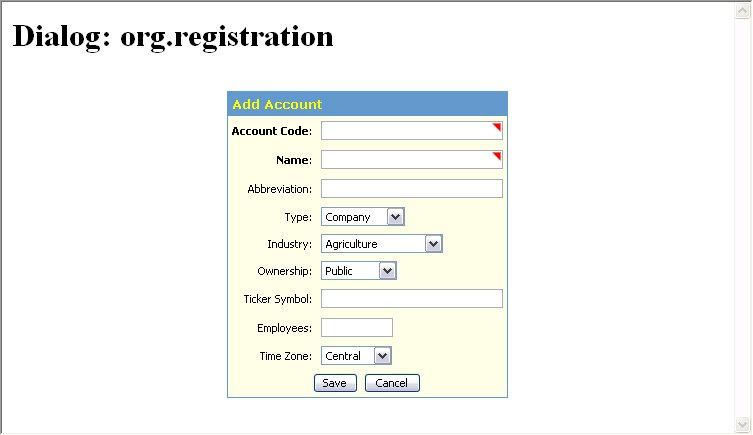 Dialog: org.registration
Add Account
Account Code:
Name:
Abbreviation:
Type: Company
Industry: Agriculture
Ownership: Public
Ticker Symbol:
Employees:
Time Zone: Central
Save Cancel